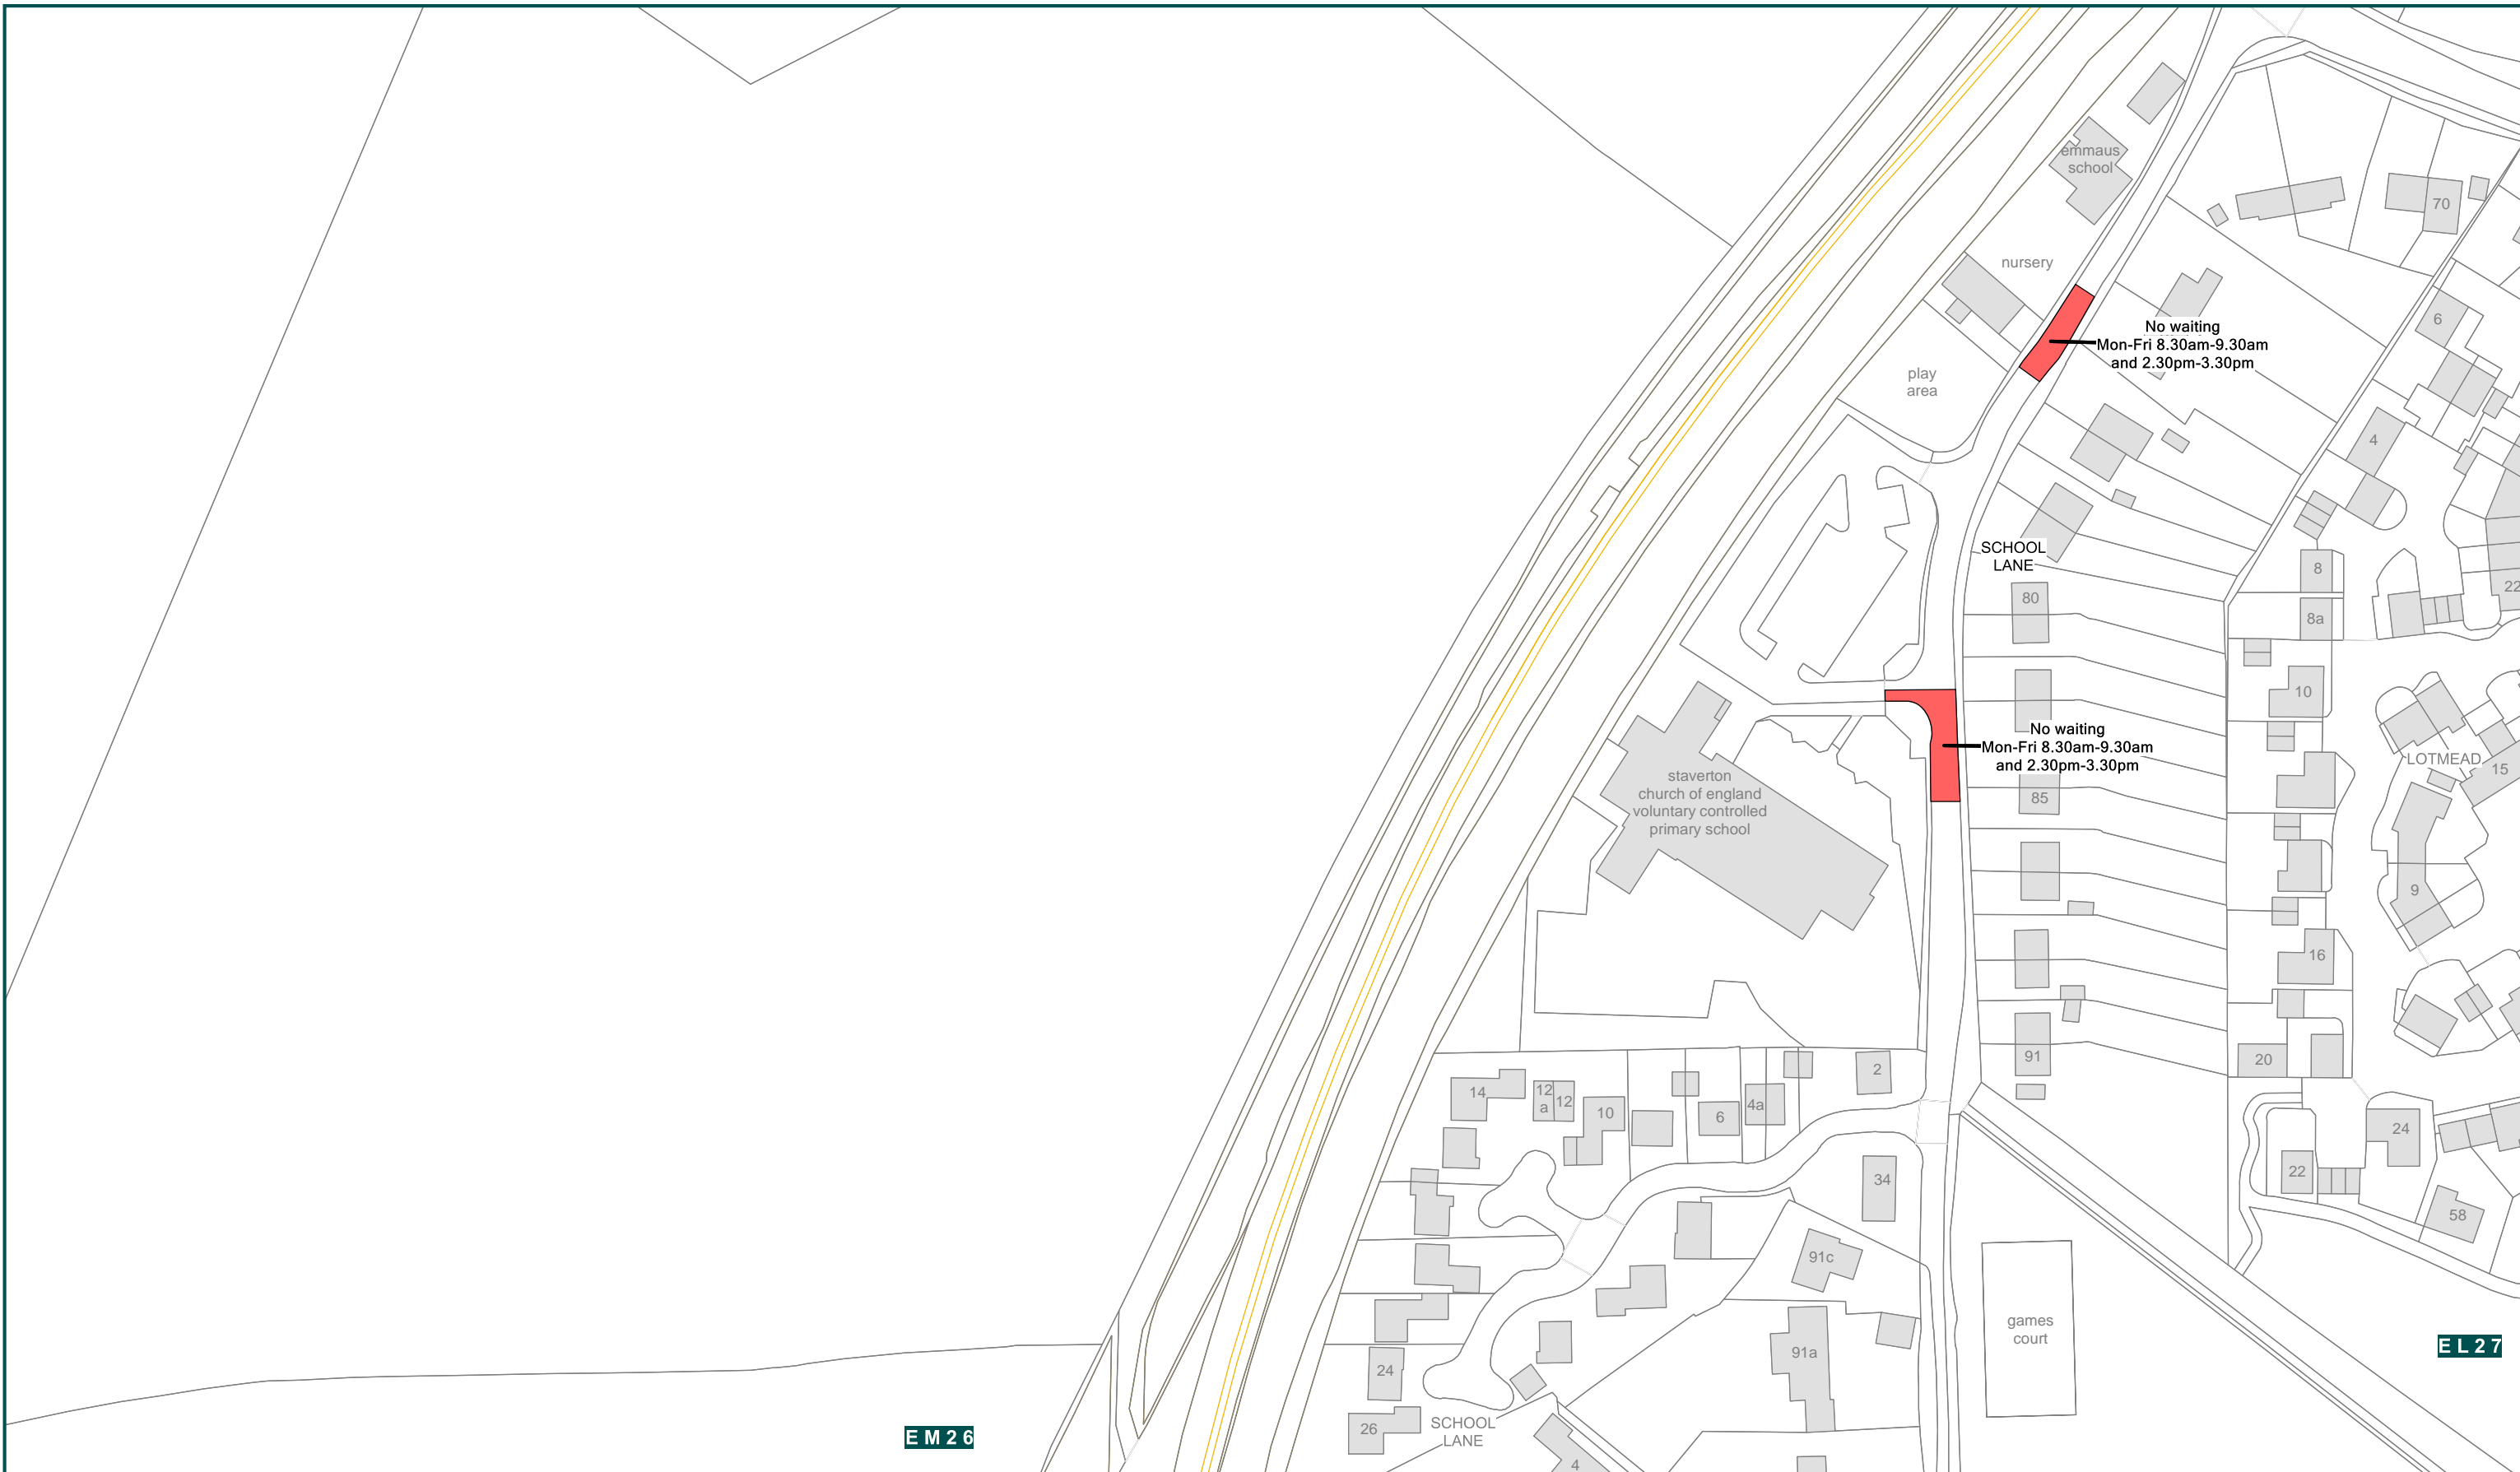 emmaus
school
70
nursery
6
No waiting
Mon-Fri 8.30am-9.30am
and 2.30pm-3.30pm
play
area
4
SCHOOL
LANE
8
22
80
8a
10
No waiting
Mon-Fri 8.30am-9.30am
and 2.30pm-3.30pm
LOTMEAD
15
staverton
church of england
voluntary controlled
primary school
85
9
16
91
20
2
14
12
a
12
10
6
4a
24
22
34
58
91c
games
court
91a
EL27
24
26
SCHOOL
LANE
EM26
4